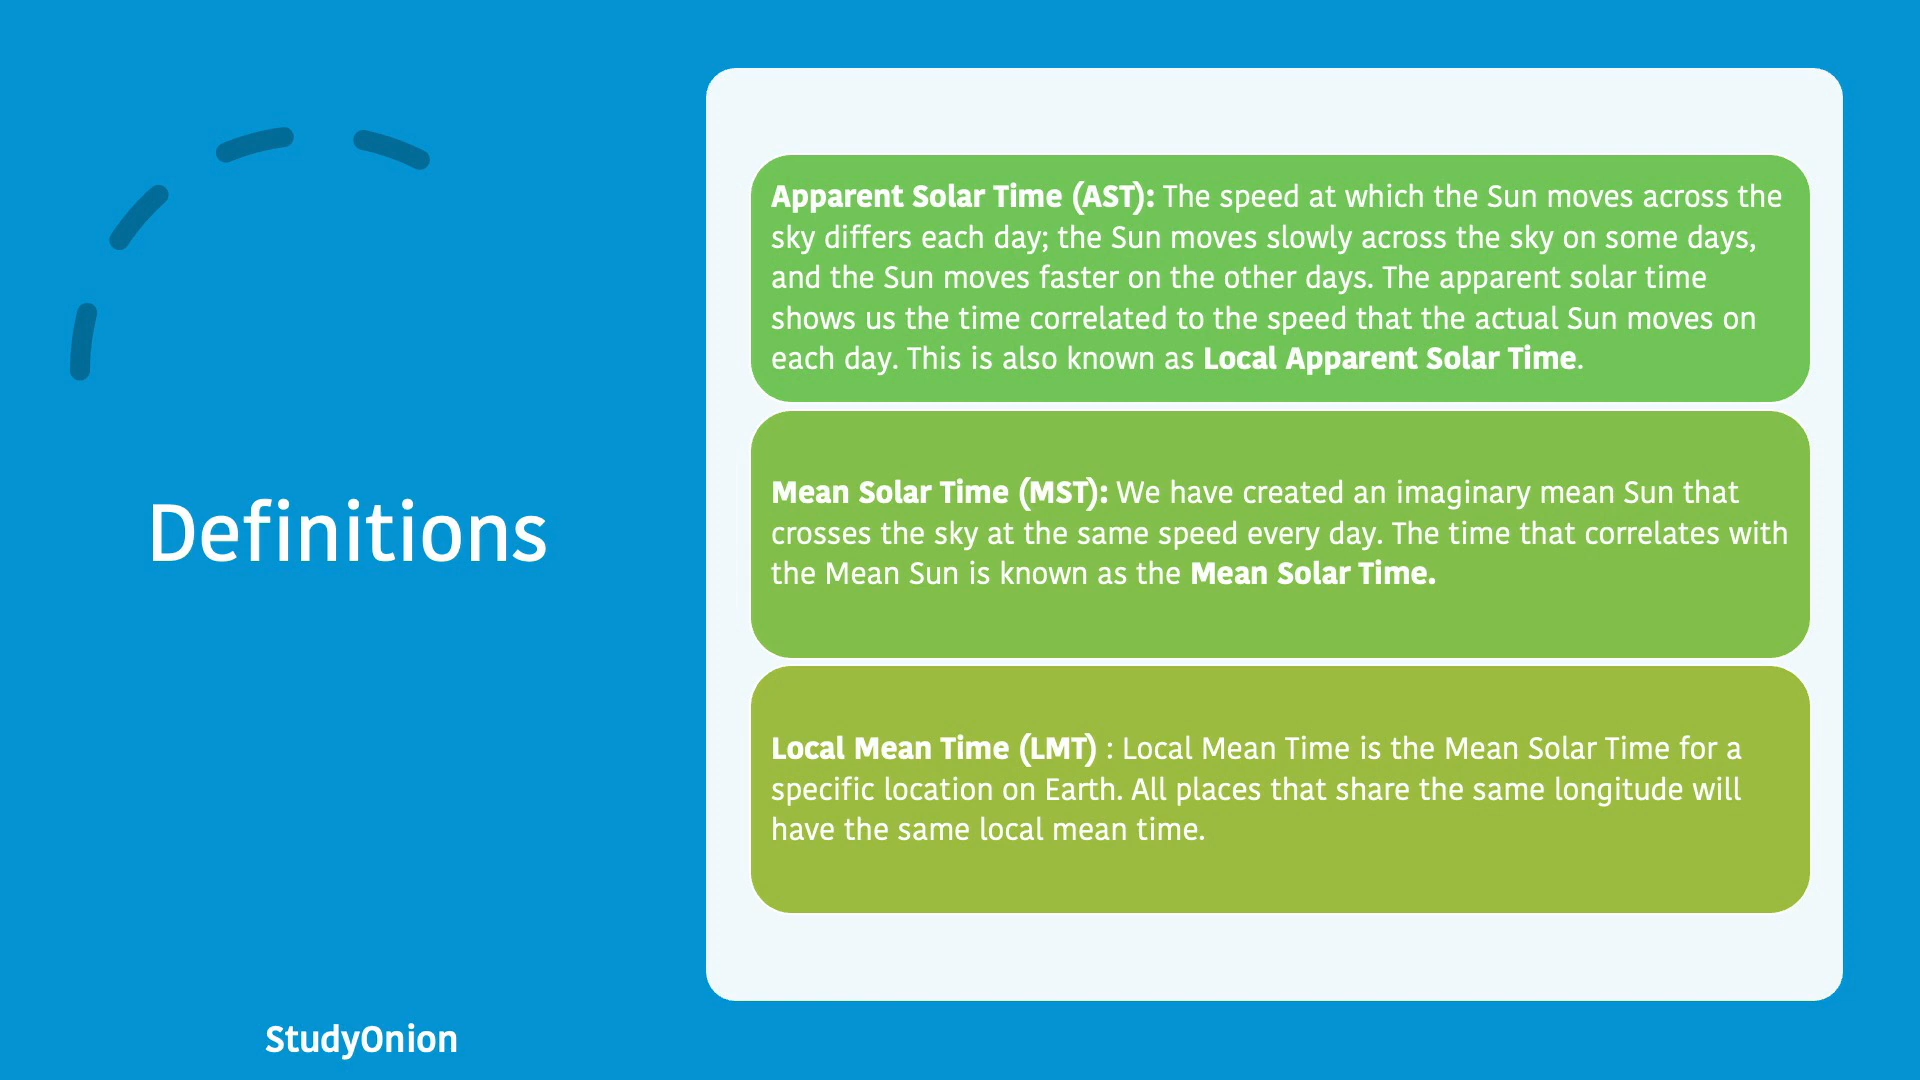 Definitions
Apparent Solar Time (AST): The speed at which the Sun moves across the
sky differs each day; the Sun moves slowly across the sky on some days,
and the Sun moves faster on the other days. The apparent solar time
shows us the time correlated to the speed that the actual Sun moves on
each day. This is also known as Local Apparent Solar Time.
Mean Solar Time (MST): We have created an imaginary mean Sun that
crosses the sky at the same speed every day. The time that correlates with
the Mean Sun is known as the Mean Solar Time.
Local Mean Time (LMT) : Local Mean Time is the Mean Solar Time for a
specific location on Earth. All places that share the same longitude will
have the same local mean time.
StudyOnion